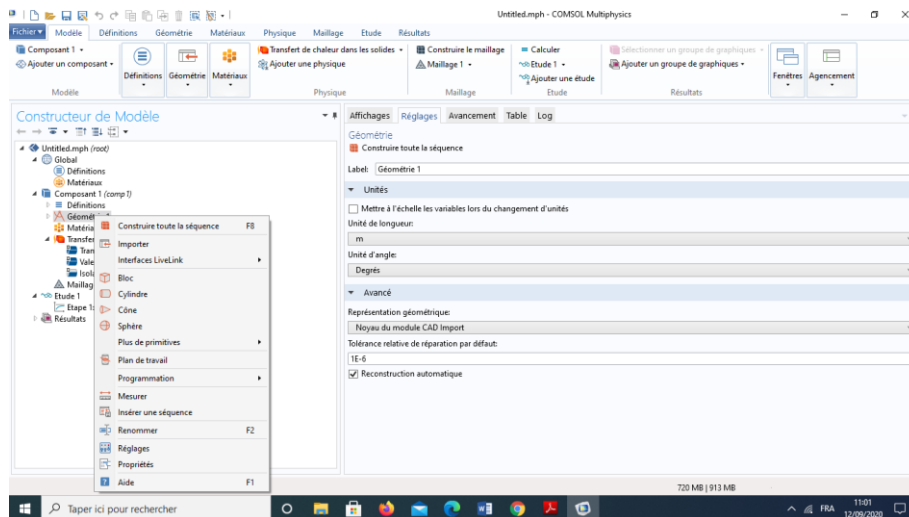 Untitled.mph - COMSOL Multiphysics
Fichier Modèle Définitions Géométrie Matériaux Physique Maillage Etude Résultats
Composant 1
Ajouter un composant
Modèle
Définitions
Géométrie
Matériaux
Transfert de chaleur dans les solides
Ajouter une physique
Physique
Construire le maillage
Maillage 1
Maillage
Calculer
Etude 1
Ajouter une étude
Etude
Sélectionner un groupe de graphiques
Ajouter un groupe de graphiques
Résultats
Fenêtres
Agencement
Constructeur de Modèle
Untitled.mph (root)
Global
Définitions
Matériaux
Composant 1 (comp1)
Définitions
Géomét
Matéria
Transfer
Tran
Vale
Isola
Maillag
Etude 1
Etape 1:
Résultats
Construire toute la séquence F8
Importer
Interfaces LiveLink
Bloc
Cylindre
Cône
Sphère
Plus de primitives
Plan de travail
Programmation
Mesurer
Insérer une séquence
Renommer F2
Réglages
Propriétés
Aide F1
Affichages Réglages Avancement Table Log
Géométrie
Construire toute la séquence
Label: Géométrie 1
Unités
Mettre à l'échelle les variables lors du changement d'unités
Unité de longueur:
m
Unité d'angle:
Degrés
Avancé
Représentation géométrique:
Noyau du module CAD Import
Tolérance relative de réparation par défaut:
1E-6
Reconstruction automatique
720 MB | 913 MB
Taper ici pour rechercher
FRA
11:01
12/09/2020